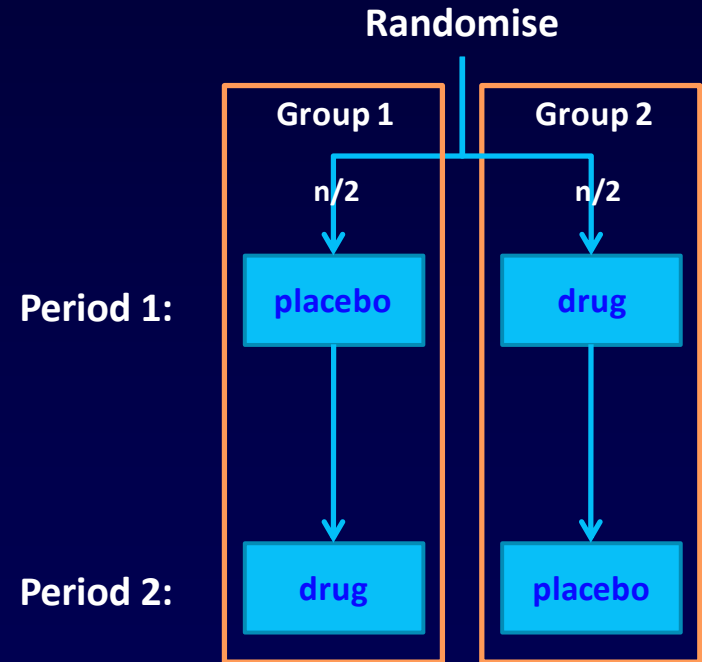 Randomise
Group 1
Group 2
n/2
n/2
Period 1:
placebo
drug
Period 2:
drug
placebo